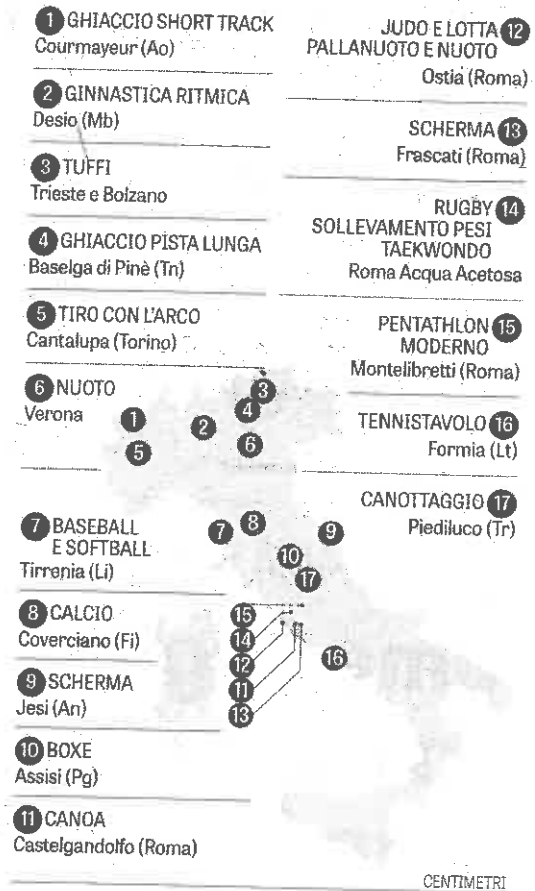 1 GHIACCIO SHORT TRACK
Courmayeur (Ao)
2 GINNASTICA RITMICA
Desio (Mb)
3 TUFFI
Trieste e Bolzano
4 GHIACCIO PISTA LUNGA
Baselga di Pinè (Tn)
5 TIRO CON L'ARCO
Cantalupa (Torino)
6 NUOTO
Verona
7 BASEBALL
E SOFTBALL
Tirrenia (Li)
8 CALCIO
Coverciano (Fi)
9 SCHERMA
Jesi (An)
10 BOXE
Assisi (Pg)
11 CANOA
Castelgandolfo (Roma)
JUDO E LOTTA 12
PALLANUOTO E NUOTO
Ostia (Roma)
SCHERMA 13
Frascati (Roma)
RUGBY 14
SOLLEVAMENTO PESI
TAEKWONDO
Roma Acqua Acetosa
PENTATHLON 15
MODERNO
Montelibretti (Roma)
TENNISTAVOLO 16
Formia (Lt)
CANOTTAGGIO 17
Piediluco (Tr)
3
4
1
2
6
5
7
8
9
10
17
15
14
12
16
11
13
CENTIMETRI